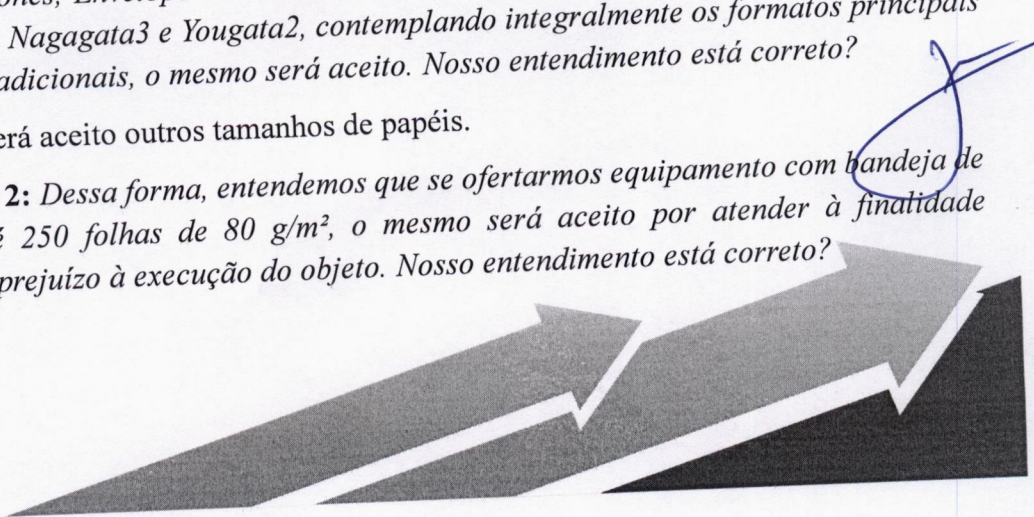 Nagagata3 e Yougata2, contemplando integralmente os formatos principais
adicionais, o mesmo será aceito. Nosso entendimento está correto?
erá aceito outros tamanhos de papéis.
2: Dessa forma, entendemos que se ofertarmos equipamento com bandeja de
250 folhas de 80 g/m², o mesmo será aceito por atender à finalidade
prejuízo à execução do objeto. Nosso entendimento está correto?